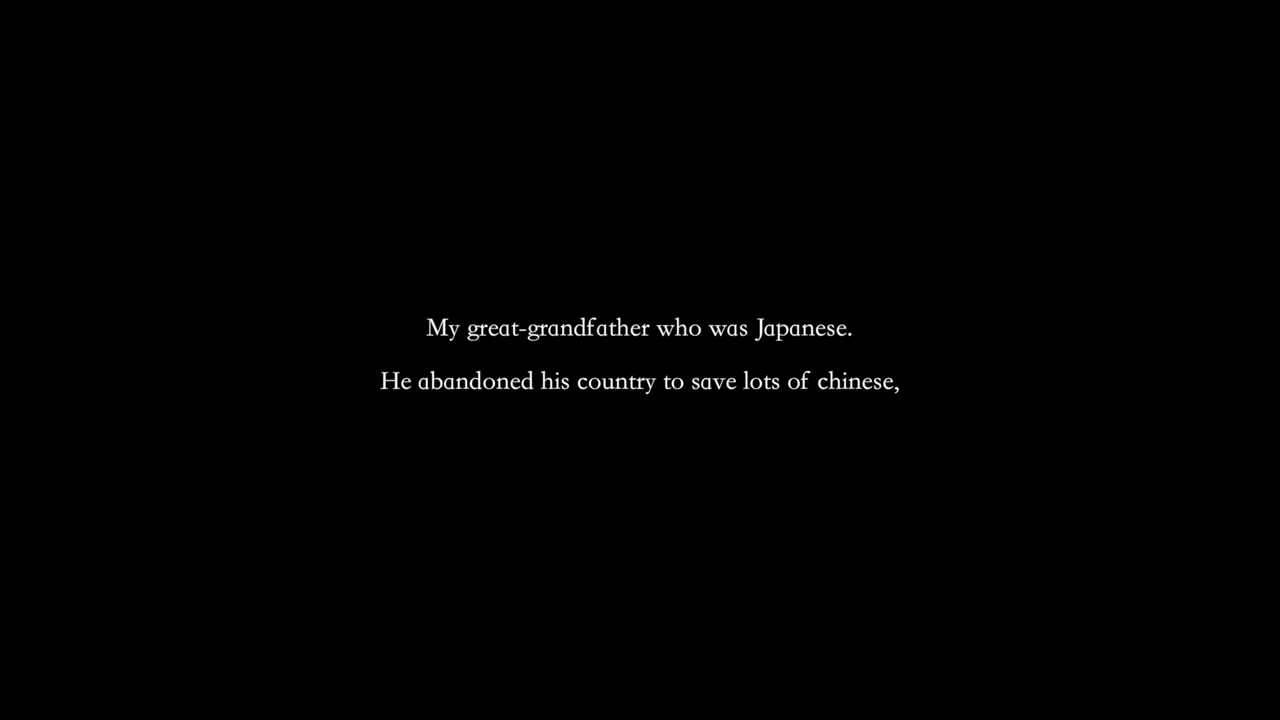 My great-grandfather who was Japanese.
He abandoned his country to save lots of chinese,